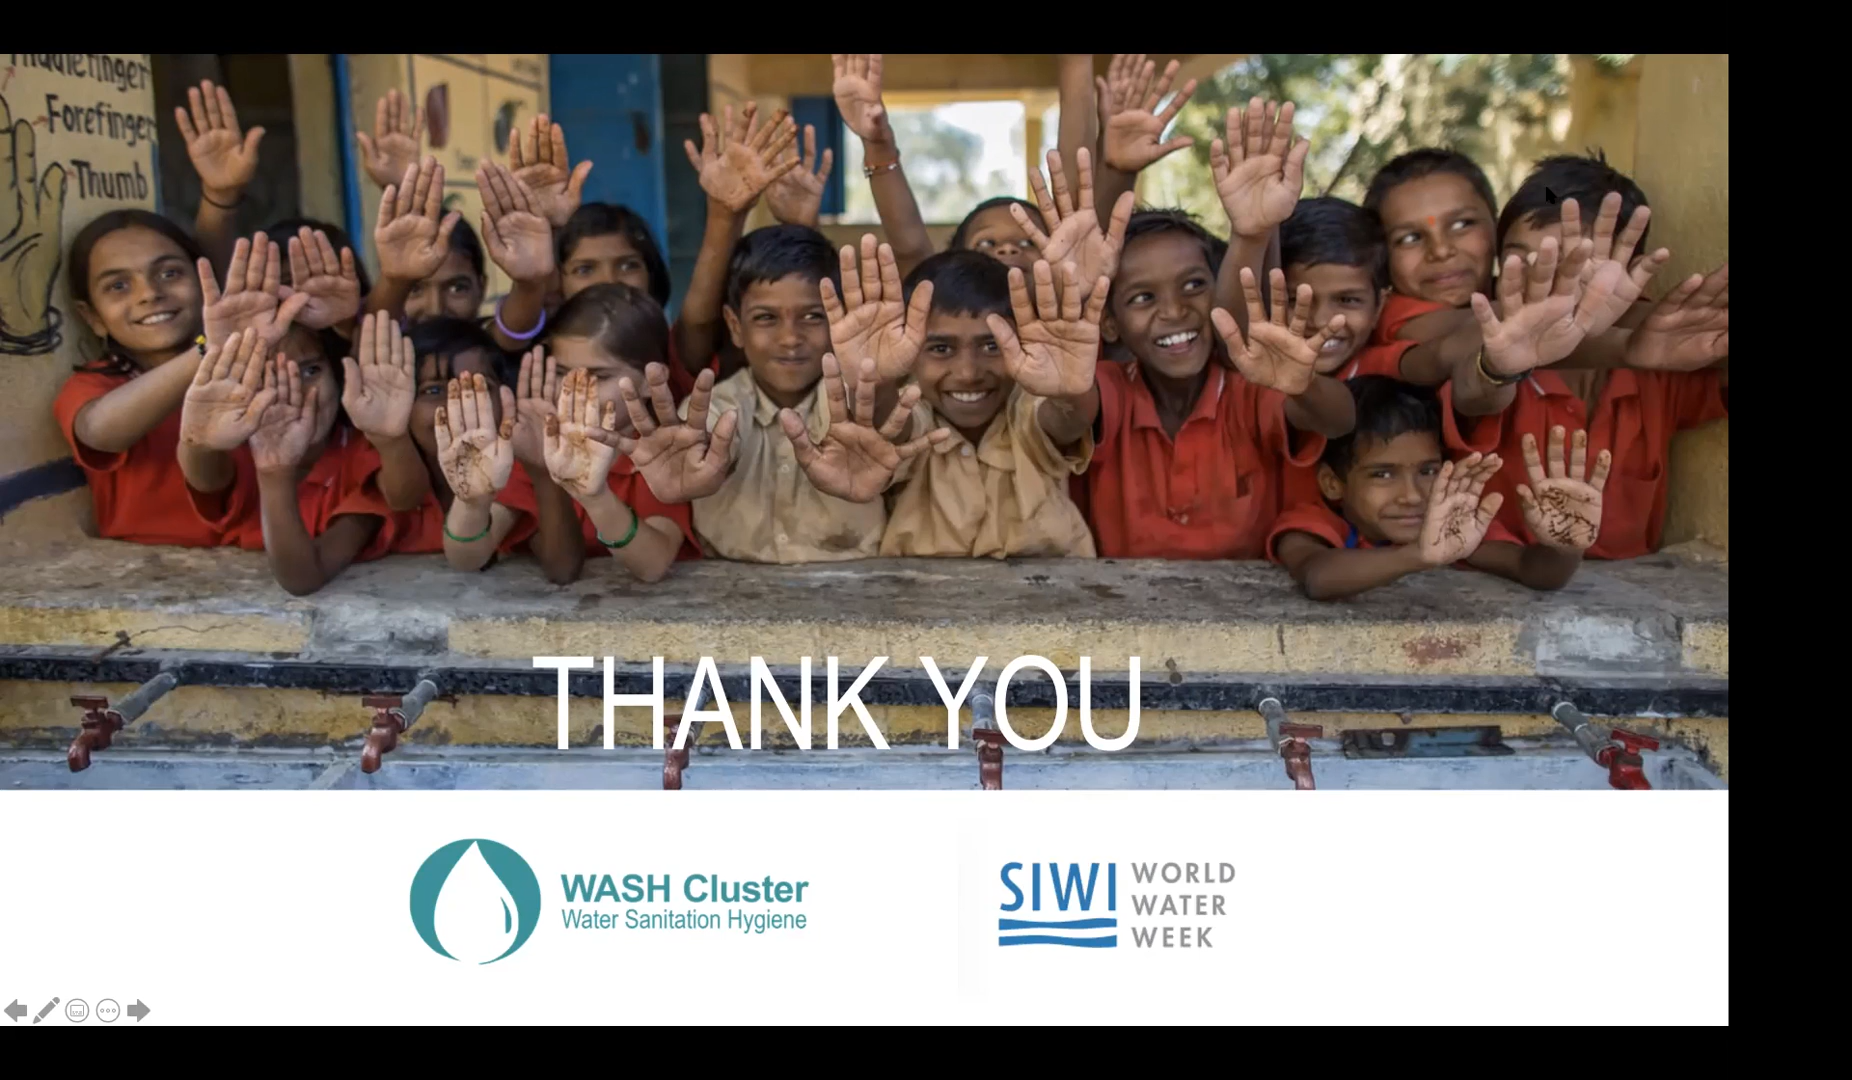 Forefinger
Thumb
THANK YOU
WASH Cluster
Water Sanitation Hygiene
SIWI
WORLD
WATER
WEEK